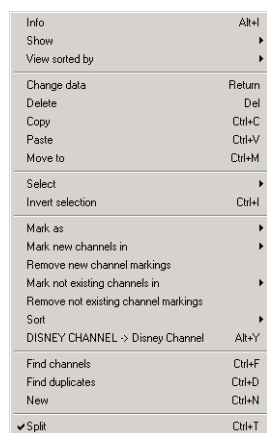 Info Alt+I
Show
View sorted by
Change data Return
Delete Del
Copy Ctrl+C
Paste Ctrl+V
Move to Ctrl+M
Select
Invert selection Ctrl+I
Mark as
Mark new channels in
Remove new channel markings
Mark not existing channels in
Remove not existing channel markings
Sort
DISNEY CHANNEL -> Disney Channel Alt+Y
Find channels Ctrl+F
Find duplicates Ctrl+D
New Ctrl+N
Split Ctrl+T